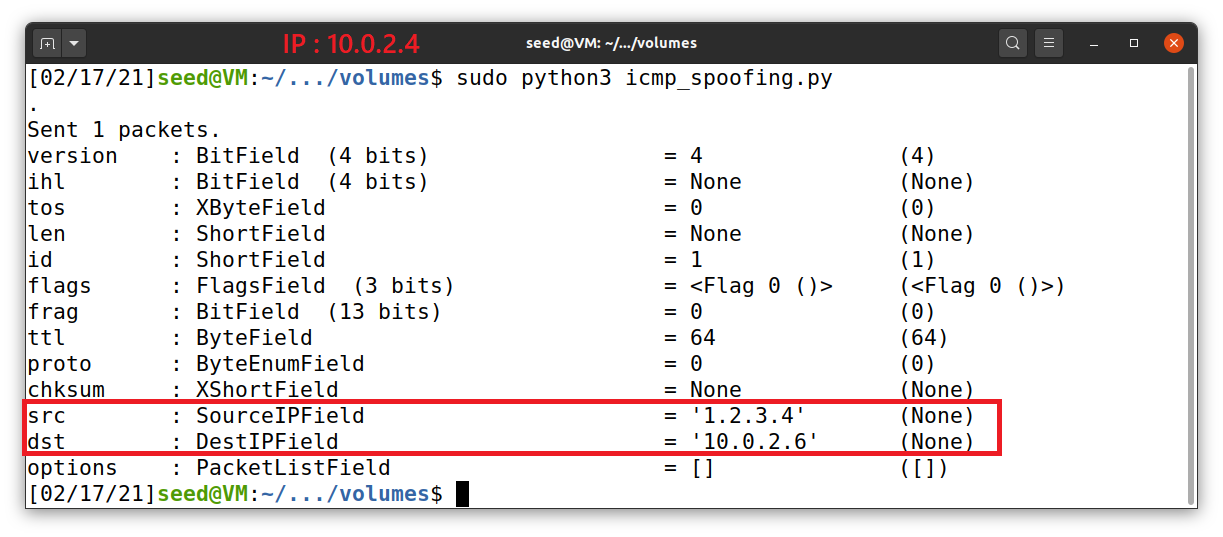 IP : 10.0.2.4
seed@VM: ~/.../volumes
[02/17/21]seed@VM:~/.../volumes$ sudo python3 icmp_spoofing.py
.
Sent 1 packets.
version    : BitField  (4 bits)                  = 4               (4)
ihl        : BitField  (4 bits)                  = None            (None)
tos        : XByteField                          = 0               (0)
len        : ShortField                          = None            (None)
id         : ShortField                          = 1               (1)
flags      : FlagsField  (3 bits)                = <Flag 0 ()>     (<Flag 0 ()>)
frag       : BitField  (13 bits)                 = 0               (0)
ttl        : ByteField                           = 64              (64)
proto      : ByteEnumField                       = 0               (0)
chksum     : XShortField                         = None            (None)
src        : SourceIPField                       = '1.2.3.4'       (None)
dst        : DestIPField                         = '10.0.2.6'      (None)
options    : PacketListField                     = []              ([])
[02/17/21]seed@VM:~/.../volumes$